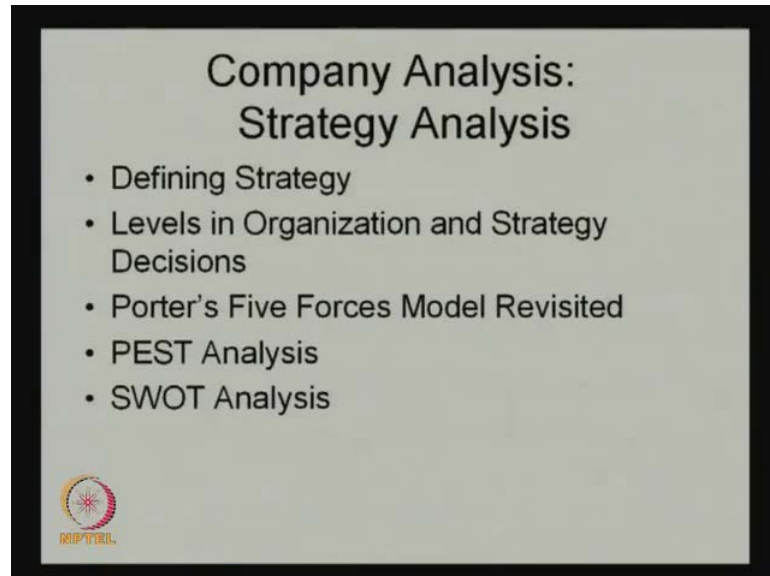 Company Analysis:
Strategy Analysis
• Defining Strategy
• Levels in Organization and Strategy
Decisions
• Porter's Five Forces Model Revisited
• PEST Analysis
• SWOT Analysis
NPTEL